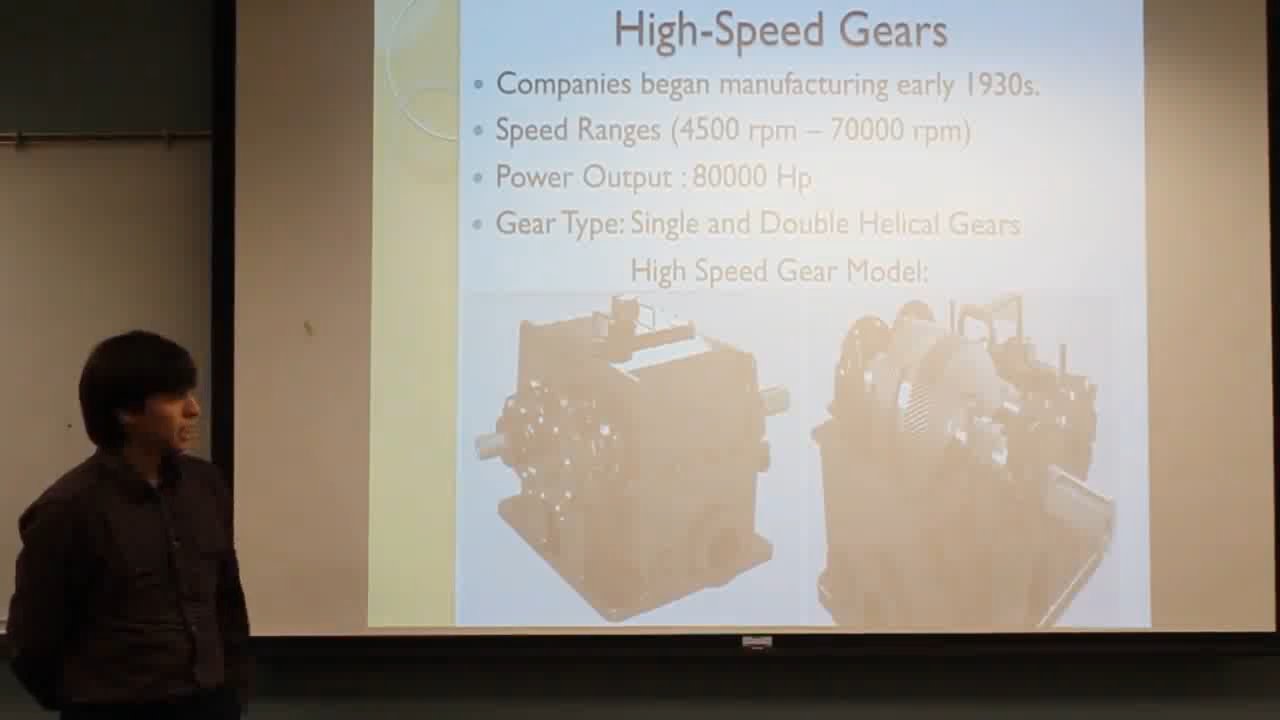 High-Speed Gears
• Companies began manufacturing early 1930s.
• Speed Ranges (4500 rpm – 70000 rpm)
• Power Output : 80000 Hp
• Gear Type: Single and Double Helical Gears
High Speed Gear Model: